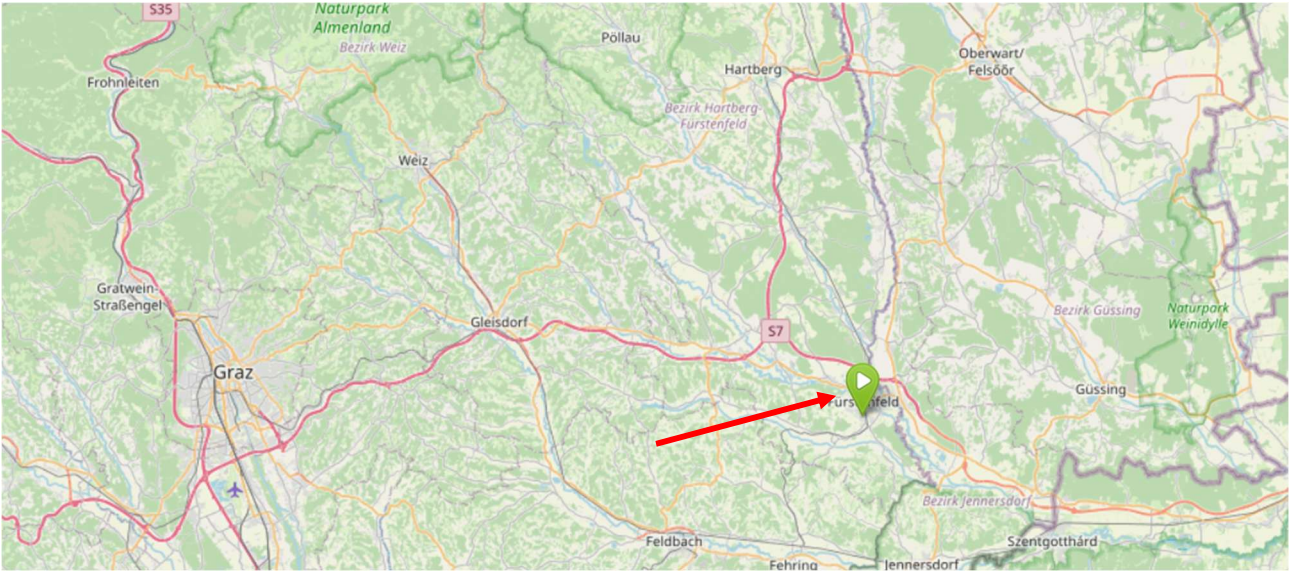 S35
Naturpark
Almenland
Bezirk Weiz
Pöllau
Oberwart/
Felsőőr
Hartberg
Frohnleiten
Bezirk Hartberg-
Fürstenfeld
Weiz
Gratwein-
Straßengel
Bezirk Güssing
Naturpark
Weinidylle
Gleisdorf
S7
Graz
Güssing
Fürstenfeld
Bezirk Jennersdorf
Feldbach
Szentgotthárd
Fehring
Jennersdorf